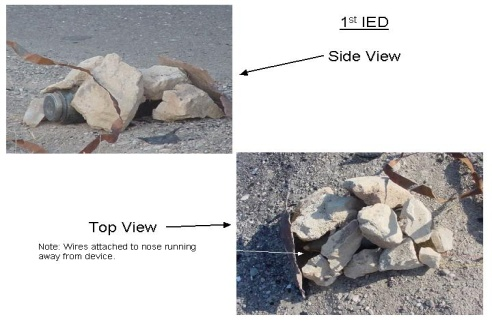 1st IED
Side View
Top View
Note: Wires attached to nose running
away from device.